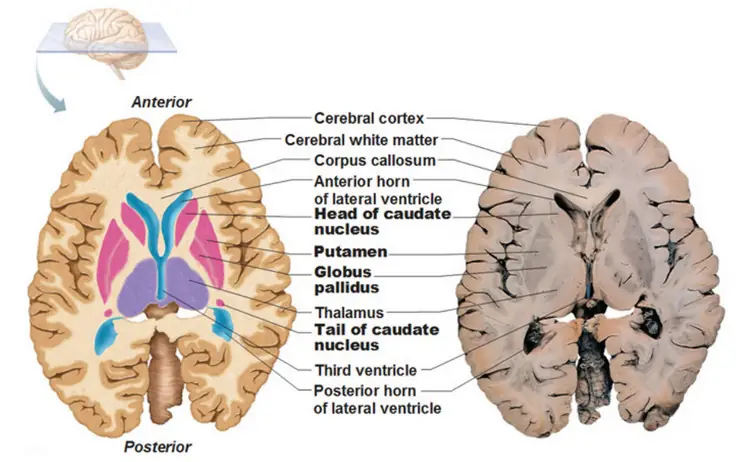 Anterior
Cerebral cortex
Cerebral white matter
Corpus callosum
Anterior horn
of lateral ventricle
Head of caudate
nucleus
Putamen
Globus
pallidus
Thalamus
Tail of caudate
nucleus
Third ventricle
Posterior horn
of lateral ventricle
Posterior